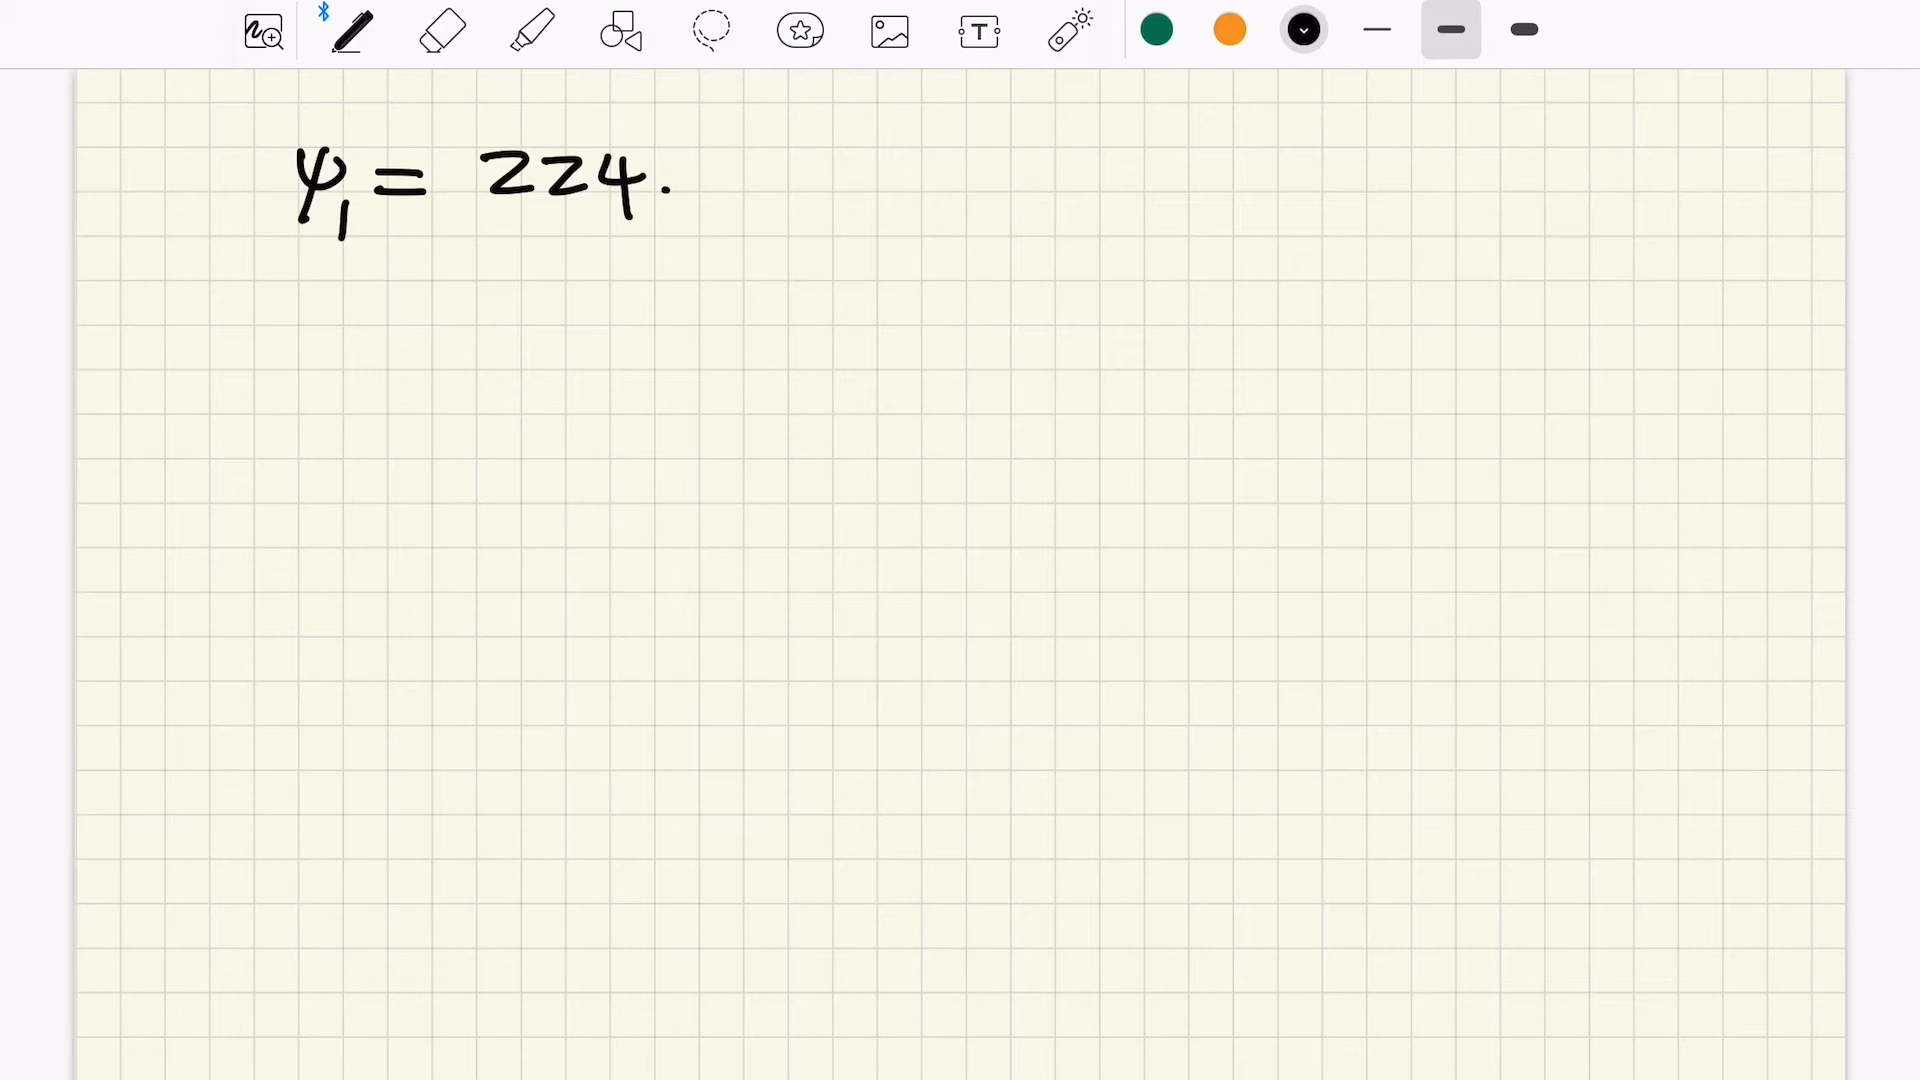 ψ₁ = 224.